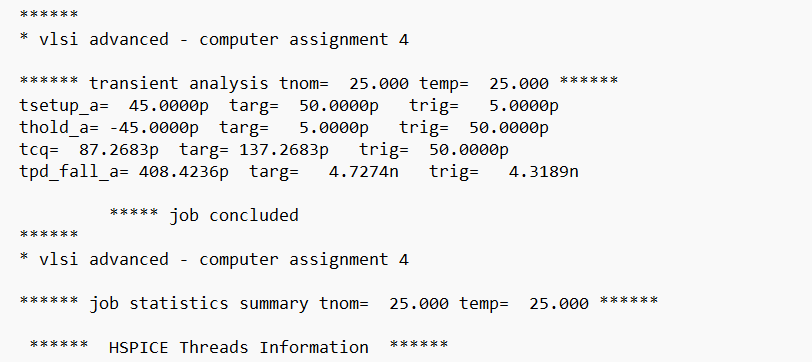 ******
* vlsi advanced - computer assignment 4
****** transient analysis tnom=  25.000 temp=  25.000 ******
tsetup_a=  45.0000p  targ=  50.0000p   trig=   5.0000p
thold_a= -45.0000p  targ=   5.0000p   trig=  50.0000p
tcq=  87.2683p  targ= 137.2683p   trig=  50.0000p
tpd_fall_a= 408.4236p  targ=   4.7274n   trig=   4.3189n
***** job concluded
******
* vlsi advanced - computer assignment 4
****** job statistics summary tnom=  25.000 temp=  25.000 ******
******  HSPICE Threads Information  ******